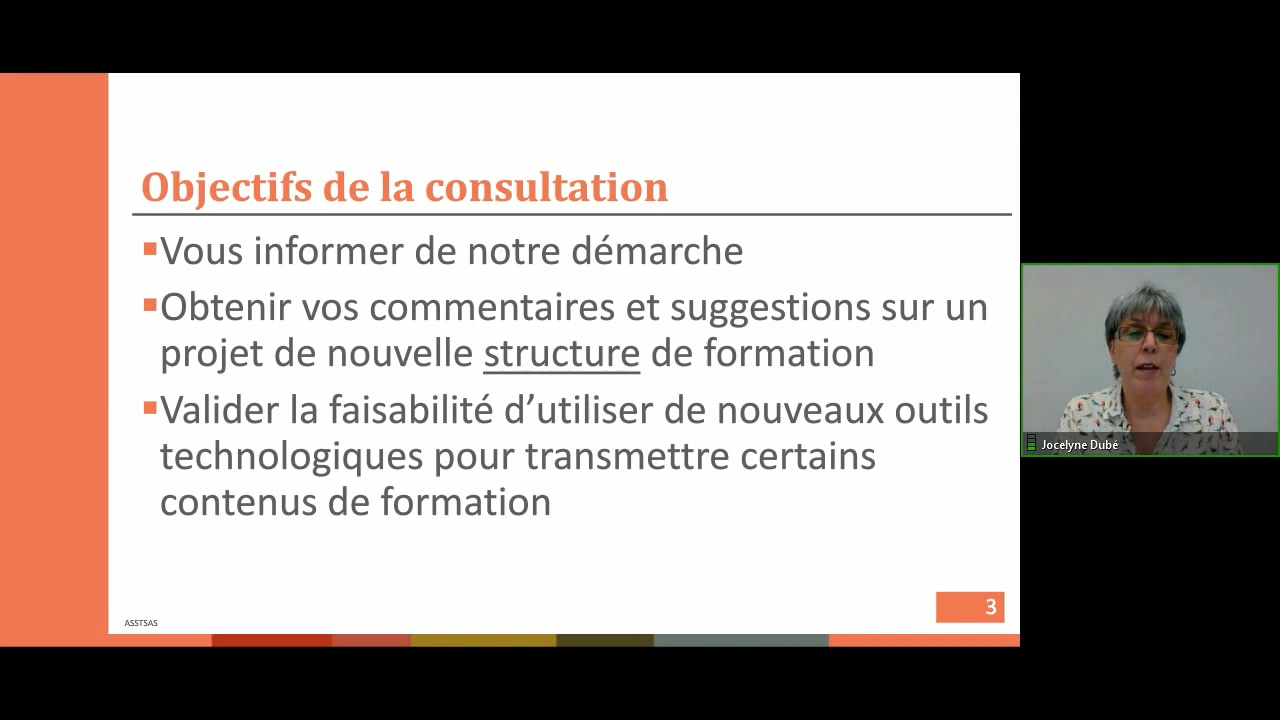 Objectifs de la consultation
▪Vous informer de notre démarche
▪Obtenir vos commentaires et suggestions sur un
projet de nouvelle structure de formation
▪Valider la faisabilité d’utiliser de nouveaux outils
technologiques pour transmettre certains
contenus de formation
3
ASSTSAS
Jocelyne Dubé